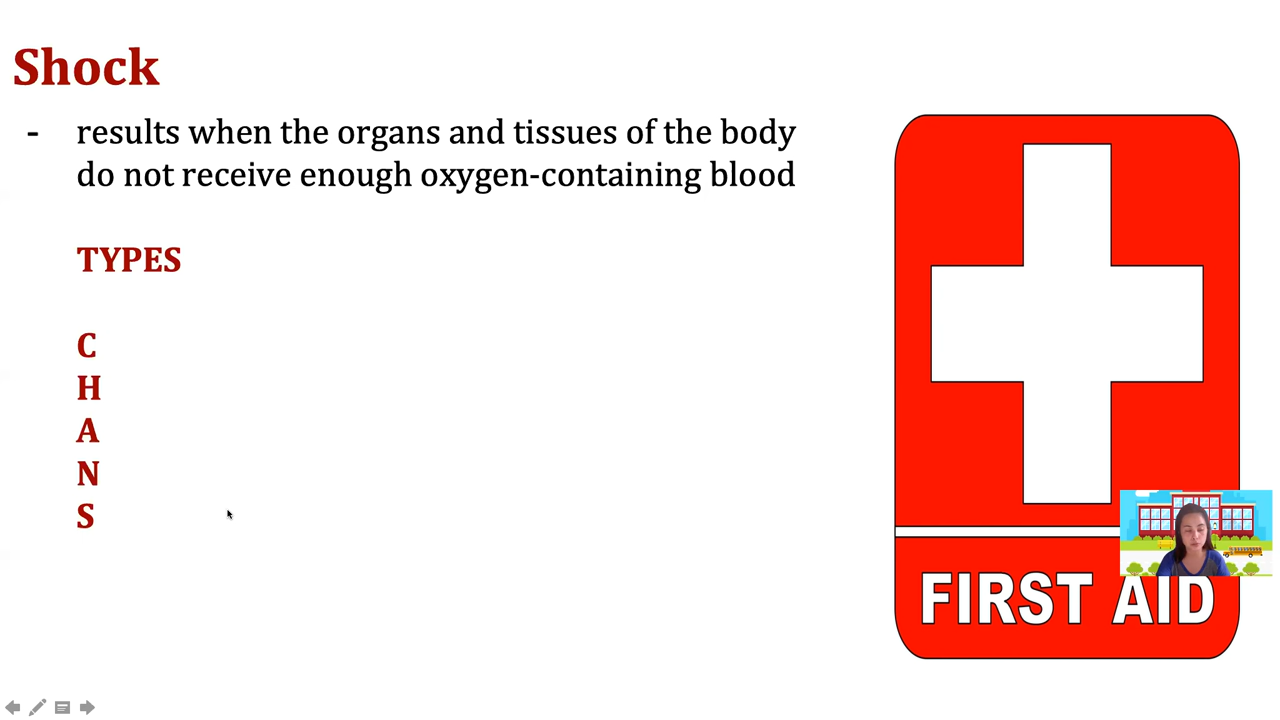 Shock
- results when the organs and tissues of the body
do not receive enough oxygen-containing blood
TYPES
C
H
A
N
S
FIRST AID